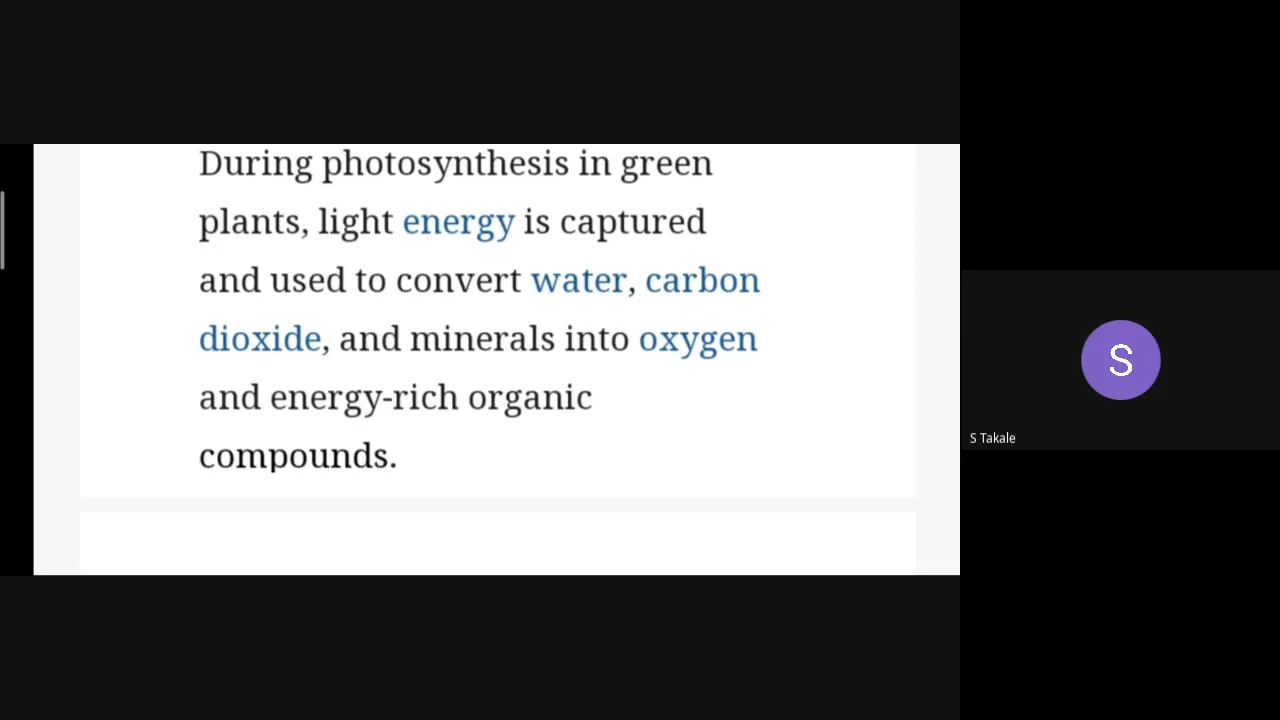 During photosynthesis in green
plants, light energy is captured
and used to convert water, carbon
dioxide, and minerals into oxygen
and energy-rich organic
compounds.
S
S Takale